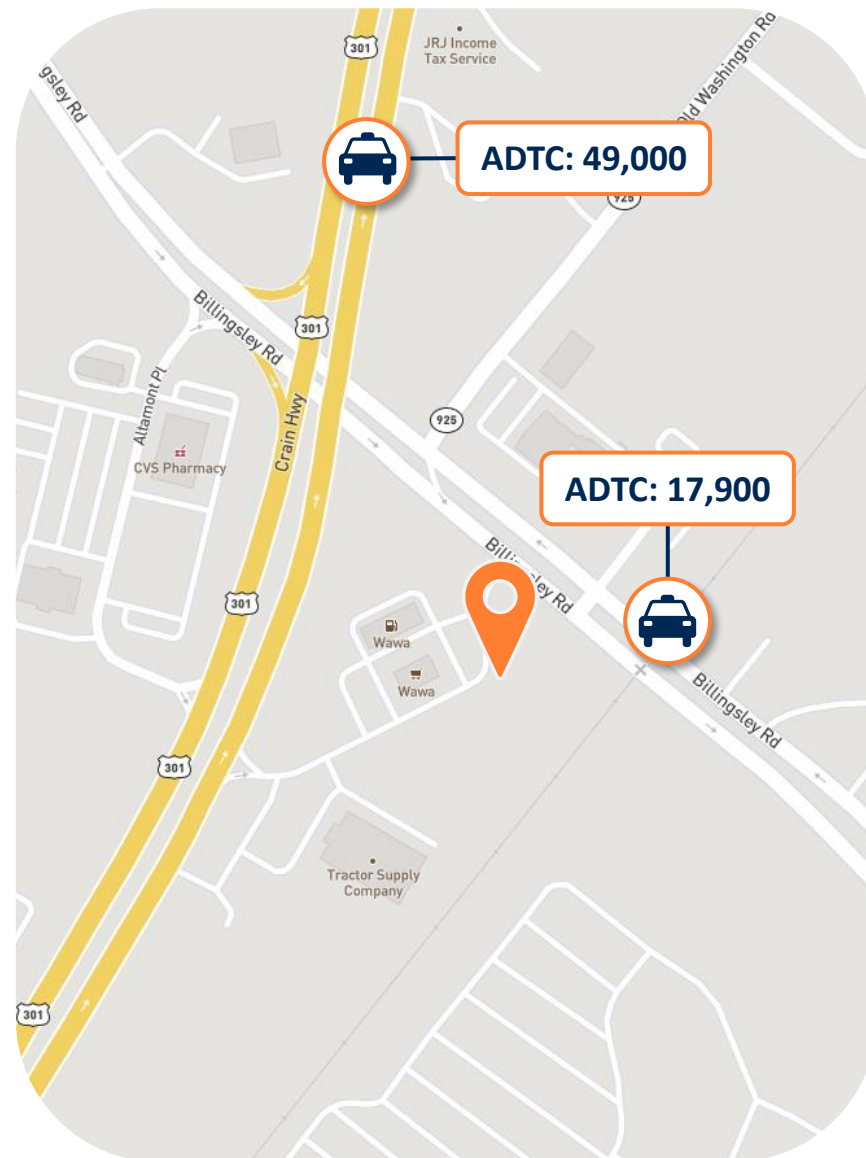 301
JRJ Income
Tax Service
gsley Rd
Old Washington Rd
ADTC: 49,000
925
Billingsley Rd
301
Altamont Pl
Crain Hwy
925
CVS Pharmacy
ADTC: 17,900
Billingsley Rd
301
Wawa
Wawa
Billingsley Rd
301
Tractor Supply
Company
301